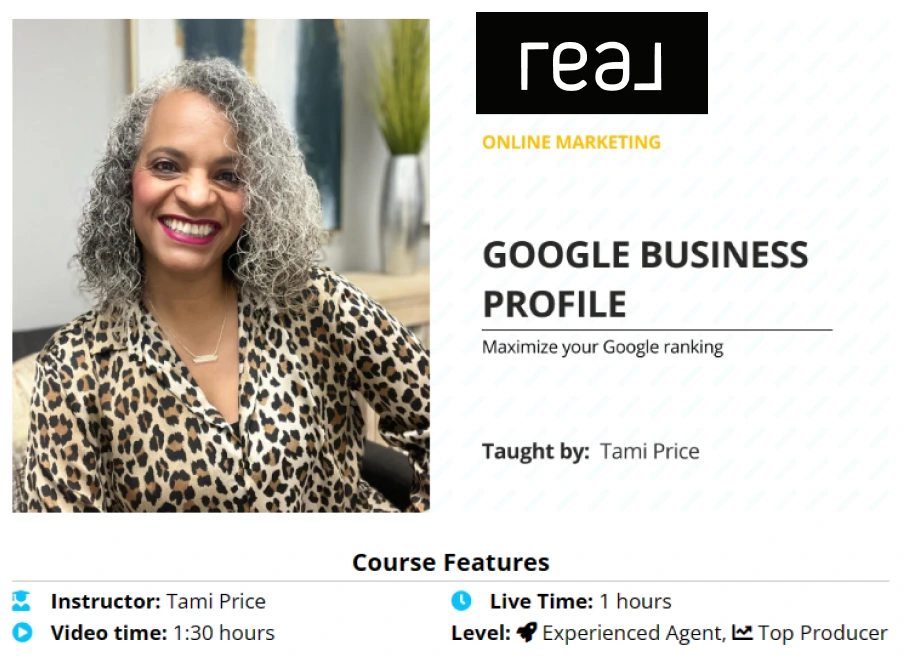 real
ONLINE MARKETING
GOOGLE BUSINESS
PROFILE
Maximize your Google ranking
Taught by: Tami Price
Course Features
Instructor: Tami Price
Live Time: 1 hours
Video time: 1:30 hours
Level: Experienced Agent, Top Producer